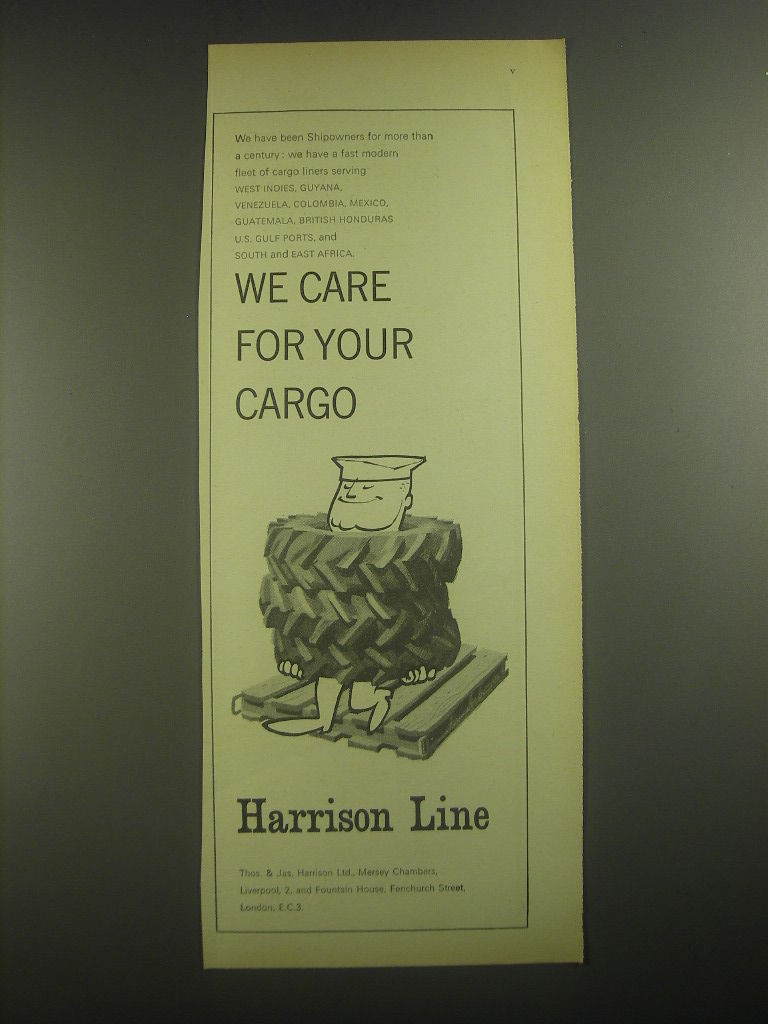 v
We have been Shipowners for more than
a century: we have a fast modern
fleet of cargo liners serving
WEST INDIES, GUYANA,
VENEZUELA, COLOMBIA, MEXICO,
GUATEMALA, BRITISH HONDURAS
U.S. GULF PORTS, and
SOUTH and EAST AFRICA.
WE CARE
FOR YOUR
CARGO
Harrison Line
Thos. & Jas. Harrison Ltd., Mersey Chambers,
Liverpool, 2, and Fountain House, Fenchurch Street,
London, E.C.3.